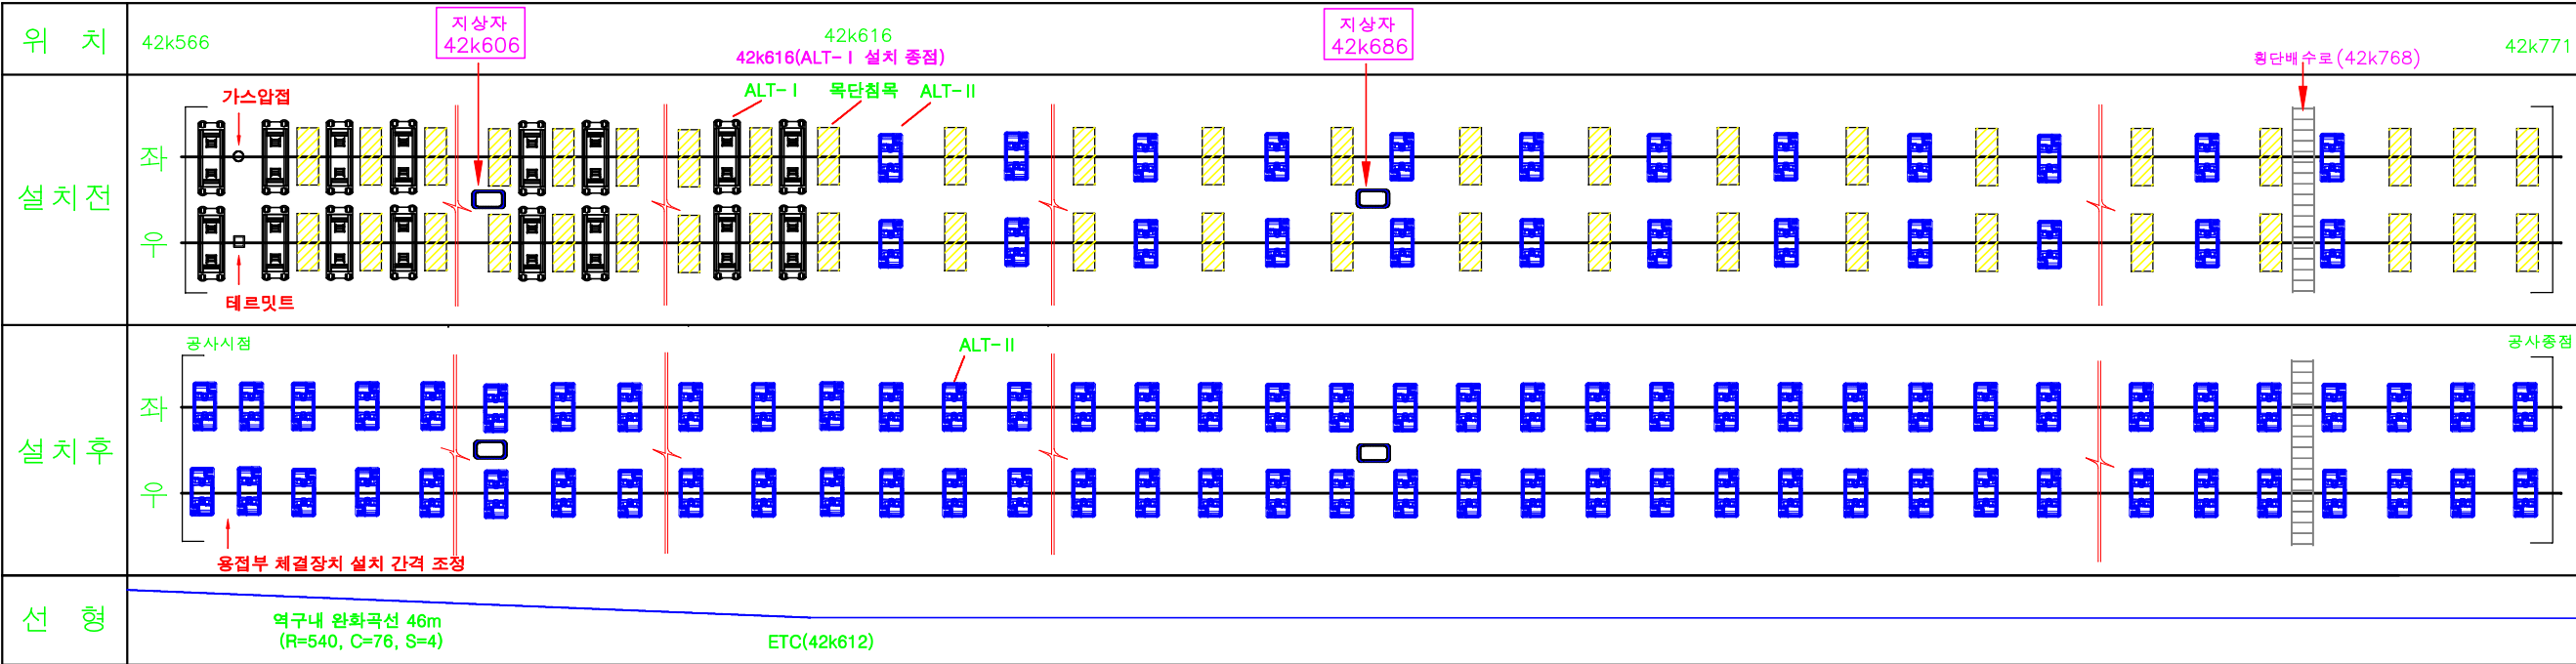 위 치
42k566
지상자
42k606
42k616
42k616(ALT-Ⅰ 설치 종점)
지상자
42k686
횡단배수로(42k768)
42k771
설치전
좌
우
가스압접
테르밋트
ALT-Ⅰ
목단침목
ALT-Ⅱ
설치후
공사시점
좌
우
ALT-Ⅱ
공사종점
용접부 체결장치 설치 간격 조정
선 형
역구내 완화곡선 46m
(R=540, C=76, S=4)
ETC(42k612)